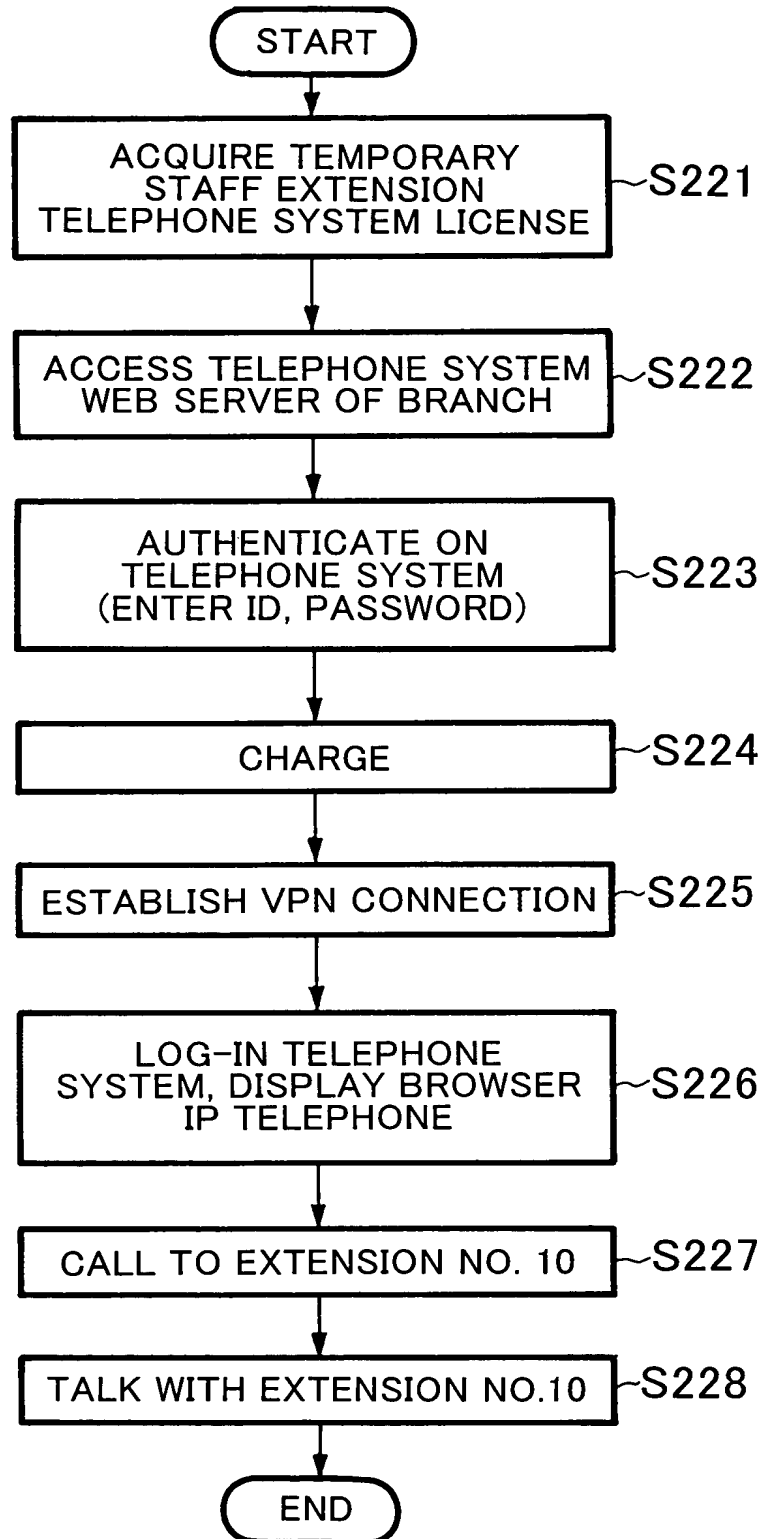 START
ACQUIRE TEMPORARY
STAFF EXTENSION
TELEPHONE SYSTEM LICENSE
S221
ACCESS TELEPHONE SYSTEM
WEB SERVER OF BRANCH
S222
AUTHENTICATE ON
TELEPHONE SYSTEM
(ENTER ID, PASSWORD)
S223
CHARGE
S224
ESTABLISH VPN CONNECTION
S225
LOG-IN TELEPHONE
SYSTEM, DISPLAY BROWSER
IP TELEPHONE
S226
CALL TO EXTENSION NO. 10
S227
TALK WITH EXTENSION NO.10
S228
END